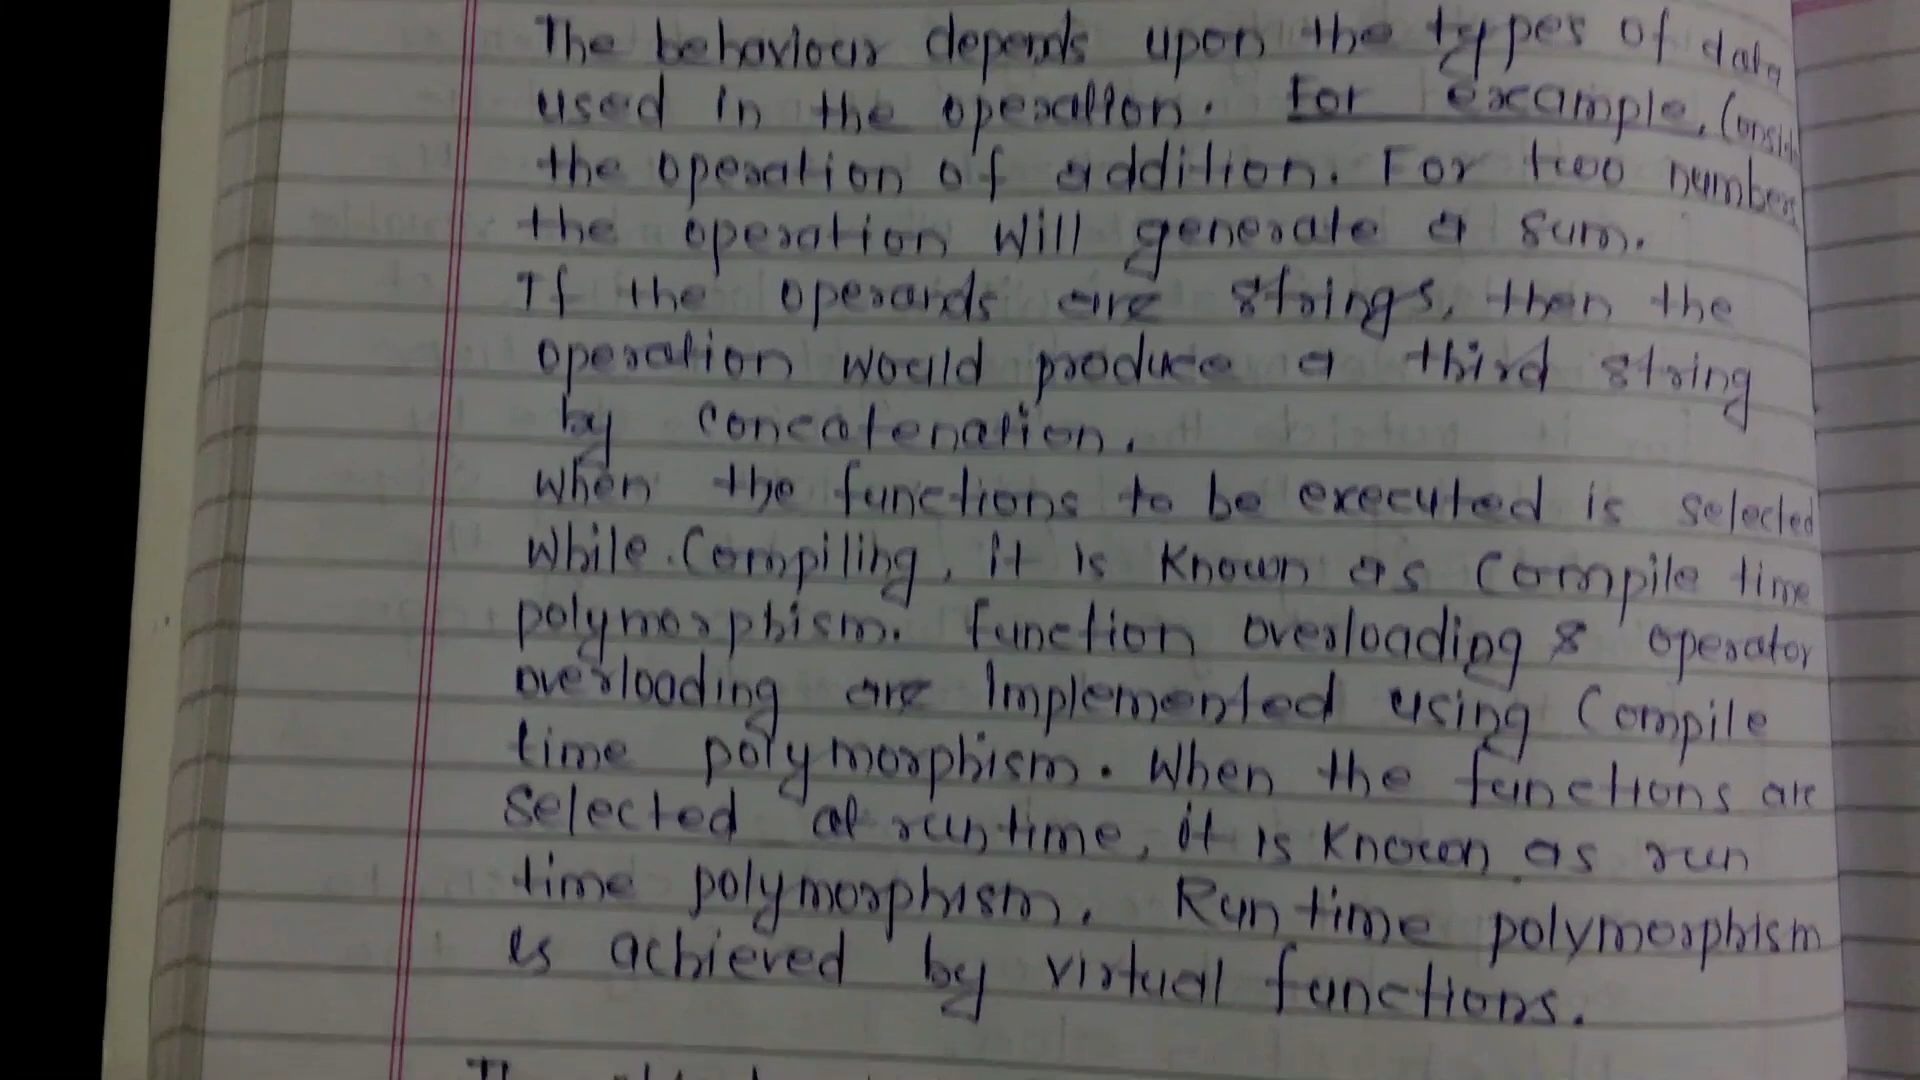 The behaviour depends upon the types of data
used in the operation. For example, Consid
the operation of addition. For two numbers
the operation will generate a sum.
If the operands are strings, then the
operation would produce a third string
by concatenation.
When the functions to be executed is selected
while compiling, it is known as compile time
polymorphism. function overloading & operator
overloading are implemented using compile
time polymorphism. When the functions are
selected at runtime, it is known as run
time polymorphism. Run time polymorphism
is achieved by virtual functions.